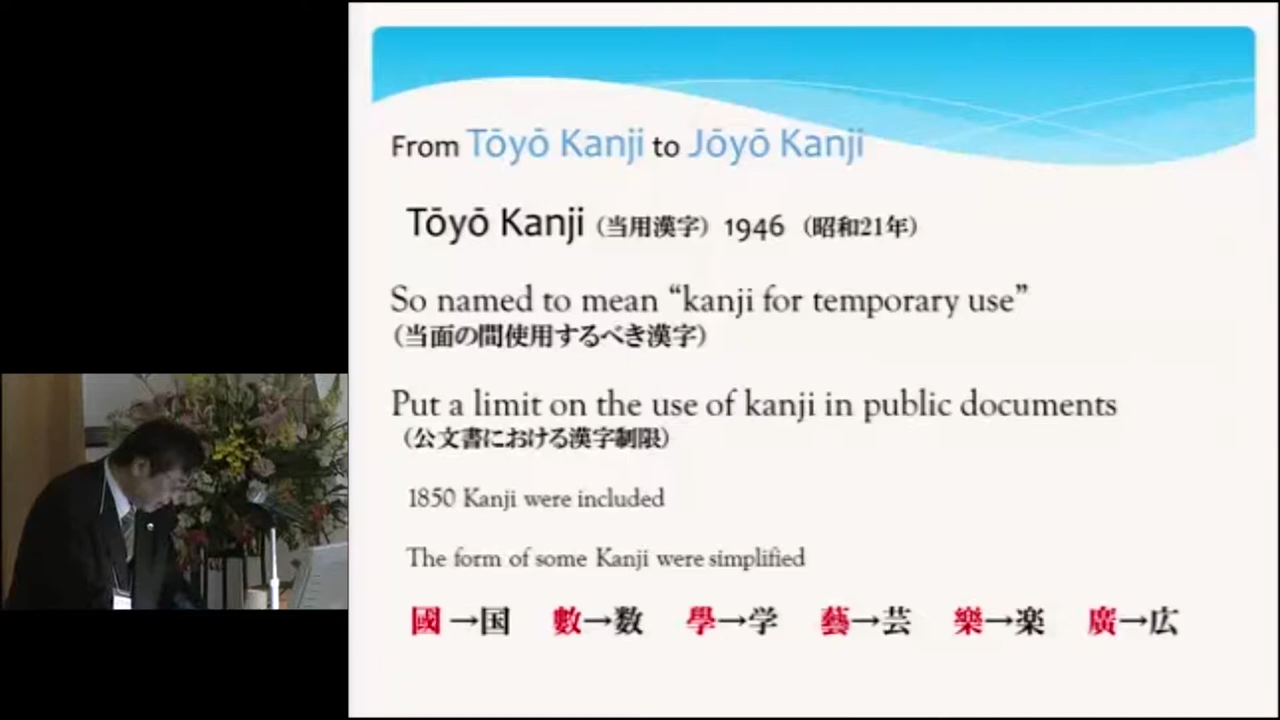 From Tōyō Kanji to Jōyō Kanji
Tōyō Kanji（当用漢字）1946 （昭和21年）
So named to mean “kanji for temporary use”
（当面の間使用するべき漢字）
Put a limit on the use of kanji in public documents
（公文書における漢字制限）
1850 Kanji were included
The form of some Kanji were simplified
國→国 數→数 學→学 藝→芸 樂→楽 廣→広